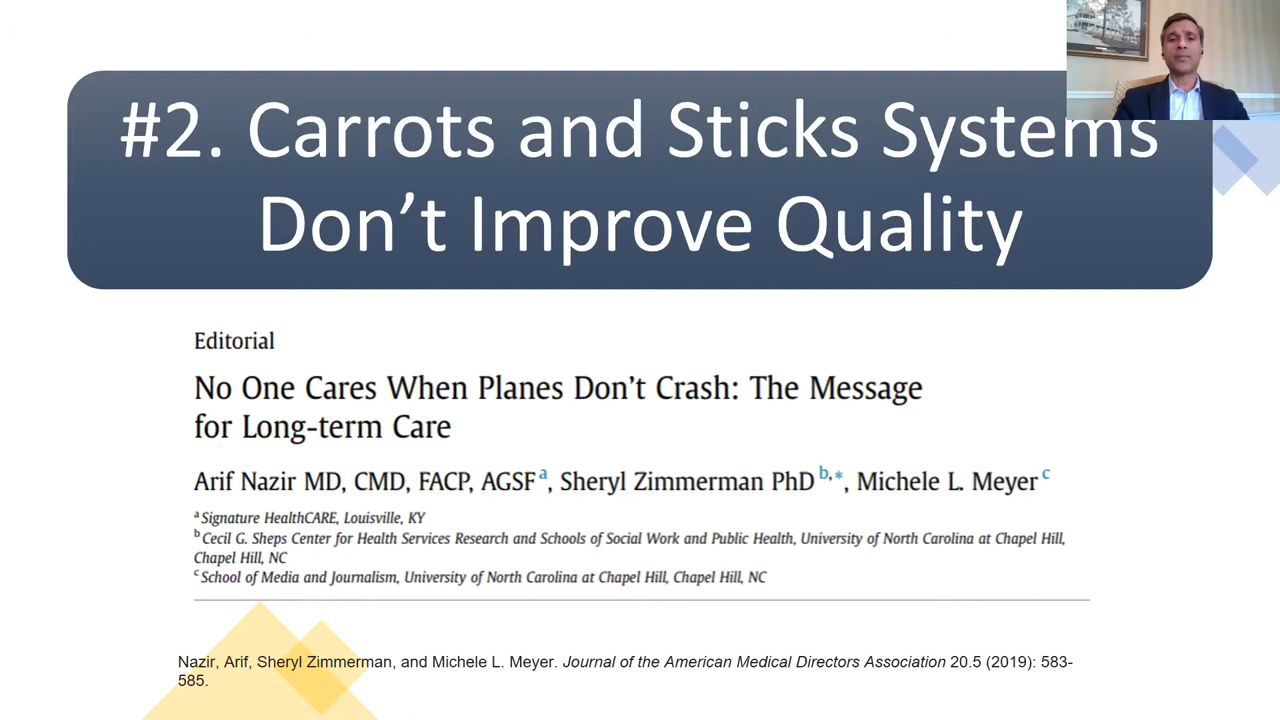 #2. Carrots and Sticks Systems
Don’t Improve Quality
Editorial
No One Cares When Planes Don’t Crash: The Message
for Long-term Care
Arif Nazir MD, CMD, FACP, AGSF a, Sheryl Zimmerman PhD b,*, Michele L. Meyer c
a Signature HealthCARE, Louisville, KY
b Cecil G. Sheps Center for Health Services Research and Schools of Social Work and Public Health, University of North Carolina at Chapel Hill,
Chapel Hill, NC
c School of Media and Journalism, University of North Carolina at Chapel Hill, Chapel Hill, NC
Nazir, Arif, Sheryl Zimmerman, and Michele L. Meyer. Journal of the American Medical Directors Association 20.5 (2019): 583-
585.